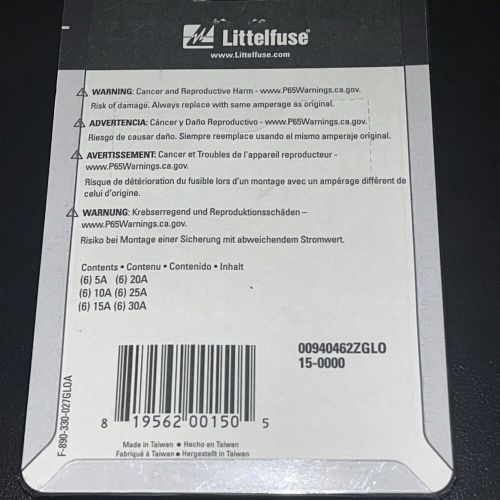 Littelfuse®
www.Littelfuse.com
WARNING: Cancer and Reproductive Harm - www.P65Warnings.ca.gov.
Risk of damage. Always replace with same amperage as original.
ADVERTENCIA: Cáncer y Daño Reproductivo - www.P65Warnings.ca.gov.
Riesgo de causar daño. Siempre reemplace usando el mismo amperaje original.
AVERTISSEMENT: Cancer et Troubles de l'appareil reproducteur -
www.P65Warnings.ca.gov.
Risque de détérioration du fusible lors d'un montage avec un ampérage différent de
celui d'origine.
WARNUNG: Krebserregend und Reproduktionsschäden –
www.P65Warnings.ca.gov.
Risiko bei Montage einer Sicherung mit abweichendem Stromwert.
Contents • Contenu • Contenido • Inhalt
(6) 5A (6) 20A
(6) 10A (6) 25A
(6) 15A (6) 30A
00940462ZGLO
15-0000
8 19562 00150 5
Made in Taiwan • Hecho en Taiwan
Fabriqué à Taiwan • Hergestellt in Taiwan
F-890-330-027GLOA